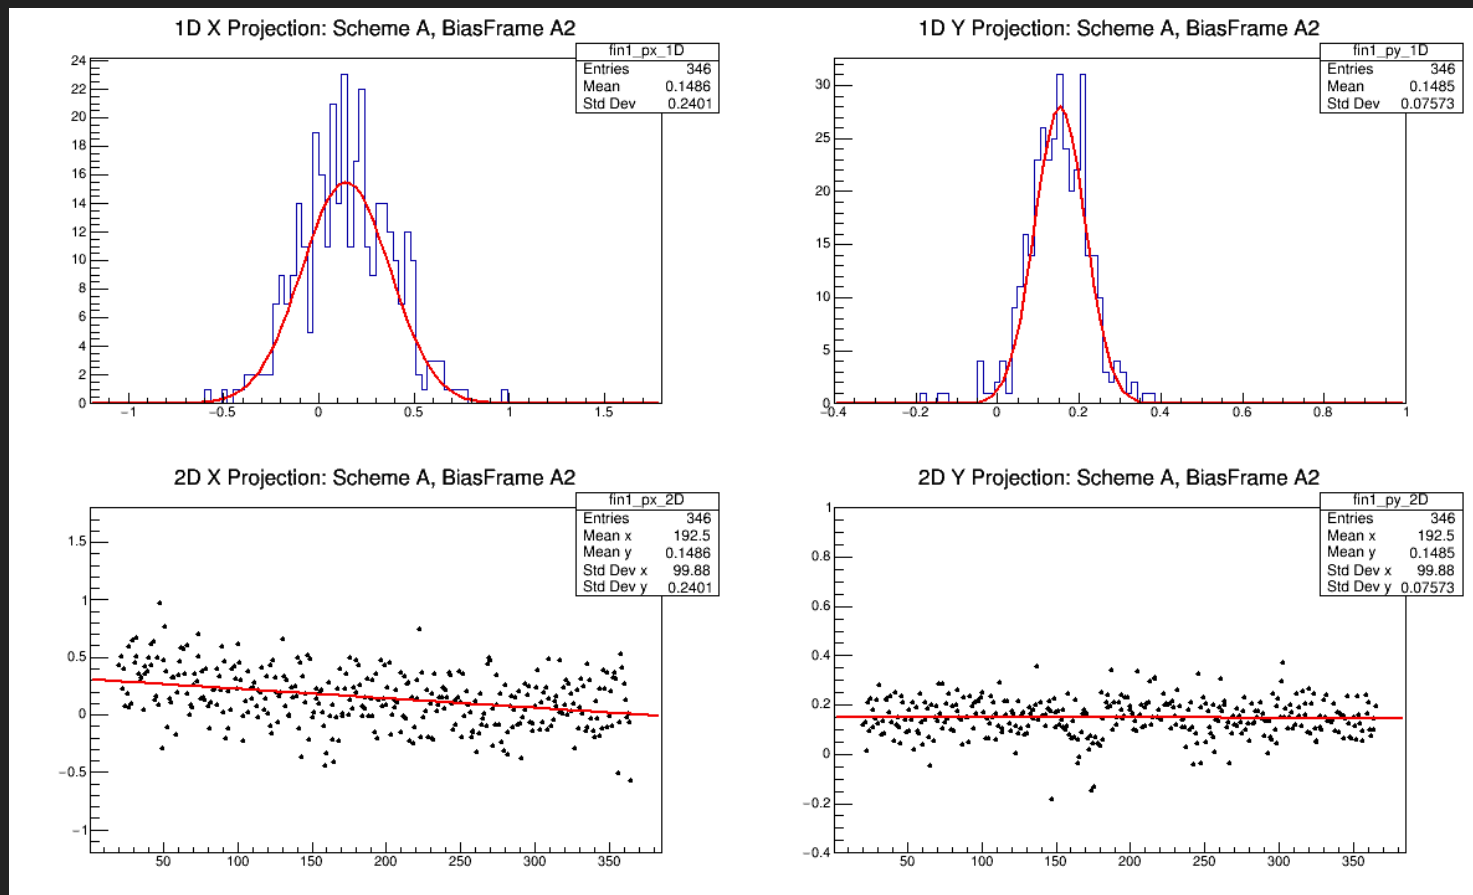 1D X Projection: Scheme A, BiasFrame A2
fin1_px_1D
Entries 346
Mean 0.1486
Std Dev 0.2401
24
22
20
18
16
14
12
10
8
6
4
2
0
−1 −0.5 0 0.5 1 1.5
1D Y Projection: Scheme A, BiasFrame A2
fin1_py_1D
Entries 346
Mean 0.1485
Std Dev 0.07573
30
25
20
15
10
5
0
−0.4 −0.2 0 0.2 0.4 0.6 0.8 1
2D X Projection: Scheme A, BiasFrame A2
fin1_px_2D
Entries 346
Mean x 192.5
Mean y 0.1486
Std Dev x 99.88
Std Dev y 0.2401
1.5
1
0.5
0
−0.5
−1
50 100 150 200 250 300 350
2D Y Projection: Scheme A, BiasFrame A2
fin1_py_2D
Entries 346
Mean x 192.5
Mean y 0.1485
Std Dev x 99.88
Std Dev y 0.07573
1
0.8
0.6
0.4
0.2
0
−0.2
−0.4
50 100 150 200 250 300 350